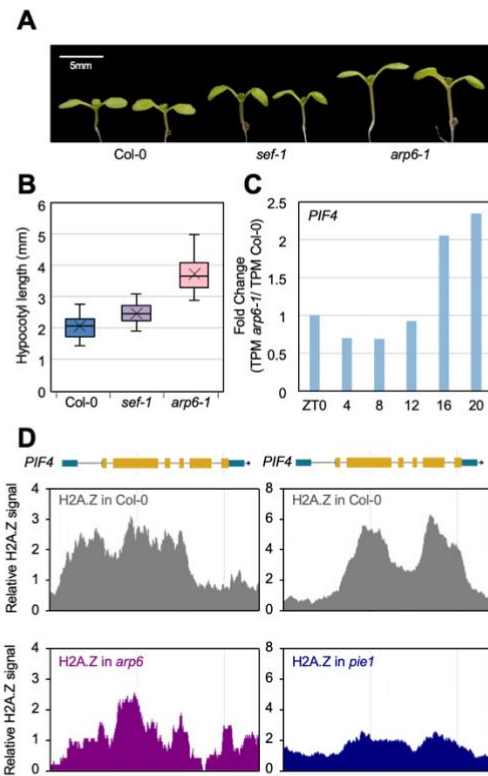 A
5mm
Col-0 sef-1 arp6-1
B
Hypocotyl length (mm)
6
5
4
3
2
1
0
Col-0 sef-1 arp6-1
C
Fold Change
(TPM arp6-1/ TPM Col-0)
PIF4
2.5
2
1.5
1
0.5
0
ZT0 4 8 12 16 20
D
PIF4
Relative H2A.Z signal
H2A.Z in Col-0
4
3
2
1
0
PIF4
H2A.Z in Col-0
8
6
4
2
0
Relative H2A.Z signal
H2A.Z in arp6
4
3
2
1
0
H2A.Z in pie1
8
6
4
2
0